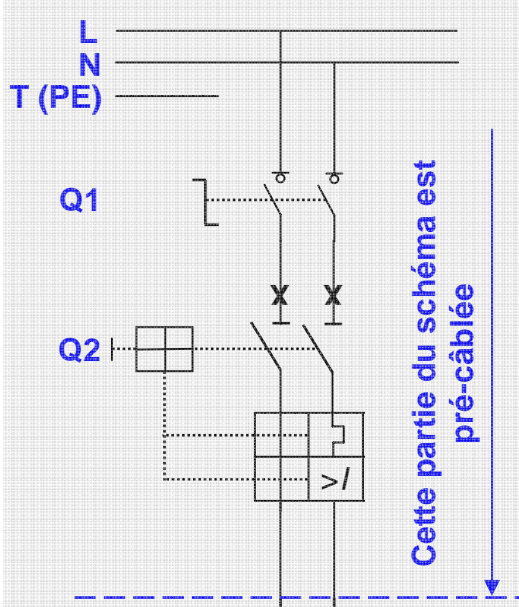 L
N
T (PE)
Q1
Q2
>I
Cette partie du schéma est
pré-câblée